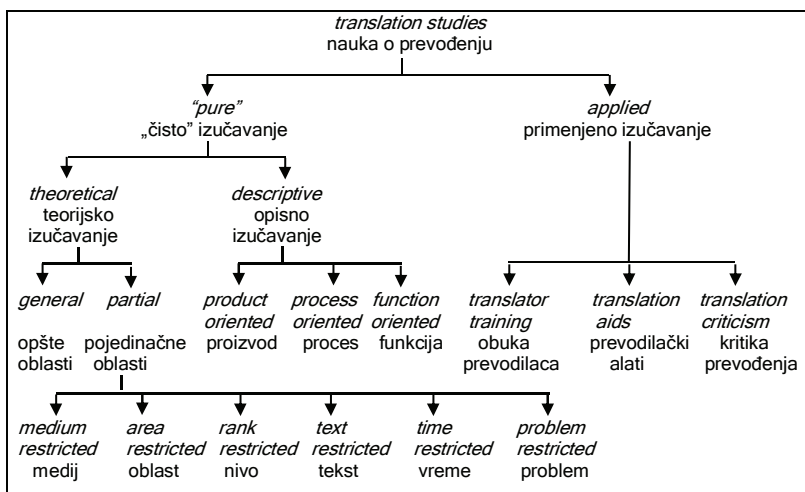 translation studies
nauka o prevođenju
“pure”
„čisto” izučavanje
applied
primenjeno izučavanje
theoretical
teorijsko
izučavanje
descriptive
opisno
izučavanje
general
opšte
oblasti
partial
pojedinačne
oblasti
product
oriented
proizvod
process
oriented
proces
function
oriented
funkcija
translator
training
obuka
prevodilaca
translation
aids
prevodilački
alati
translation
criticism
kritika
prevođenja
medium
restricted
medij
area
restricted
oblast
rank
restricted
nivo
text
restricted
tekst
time
restricted
vreme
problem
restricted
problem